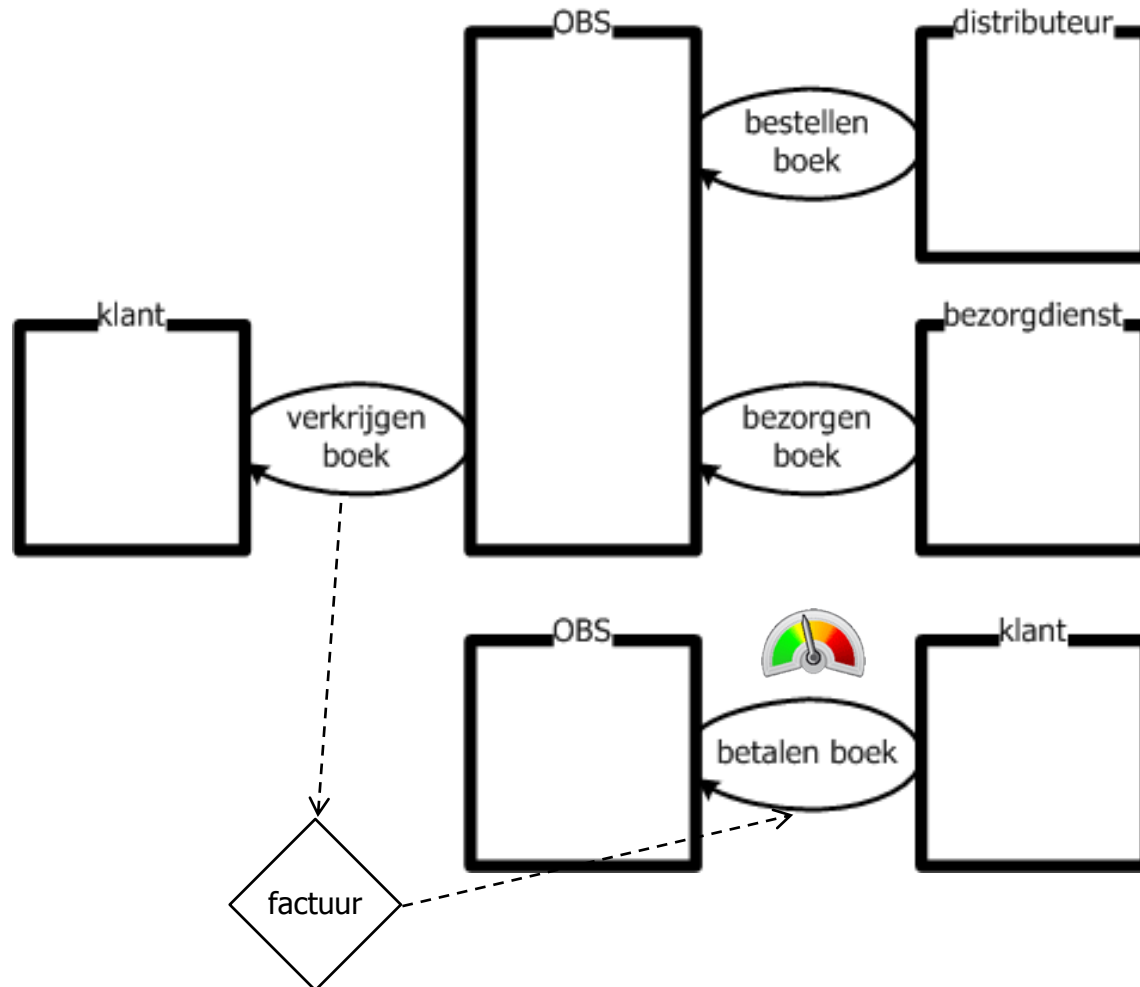 OBS
distributeur
bestellen
boek
klant
bezorgdienst
verkrijgen
boek
bezorgen
boek
OBS
klant
betalen boek
factuur